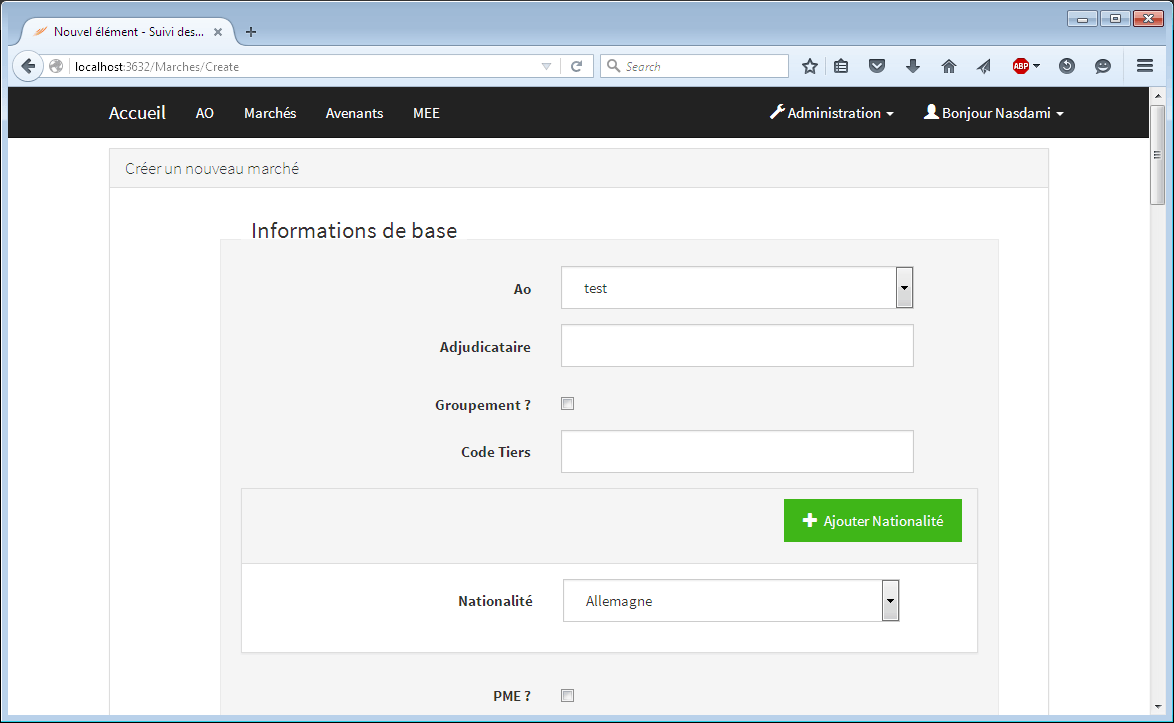 Nouvel élément - Suivi des...
localhost:3632/Marches/Create
Search
ABP
Accueil AO Marchés Avenants MEE Administration Bonjour Nasdami
Créer un nouveau marché
Informations de base
Ao test
Adjudicataire
Groupement ?
Code Tiers
Ajouter Nationalité
Nationalité Allemagne
PME ?